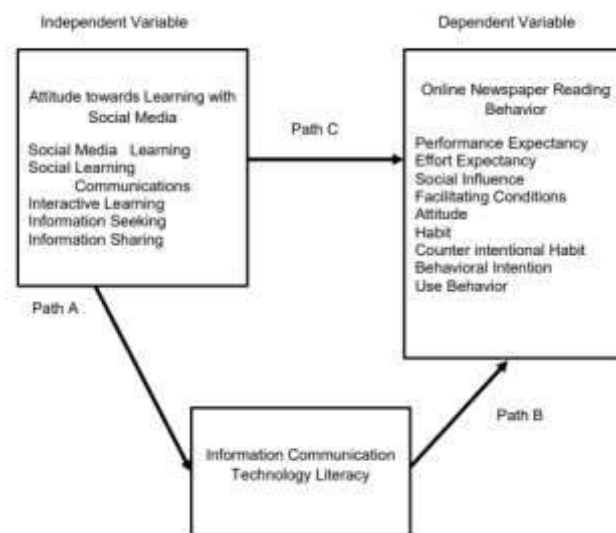 Independent Variable
Dependent Variable
Attitude towards Learning with
Social Media
Social Media Learning
Social Learning
Communications
Interactive Learning
Information Seeking
Information Sharing
Path C
Online Newspaper Reading
Behavior
Performance Expectancy
Effort Expectancy
Social Influence
Facilitating Conditions
Attitude
Habit
Counter intentional Habit
Behavioral Intention
Use Behavior
Path A
Path B
Information Communication
Technology Literacy